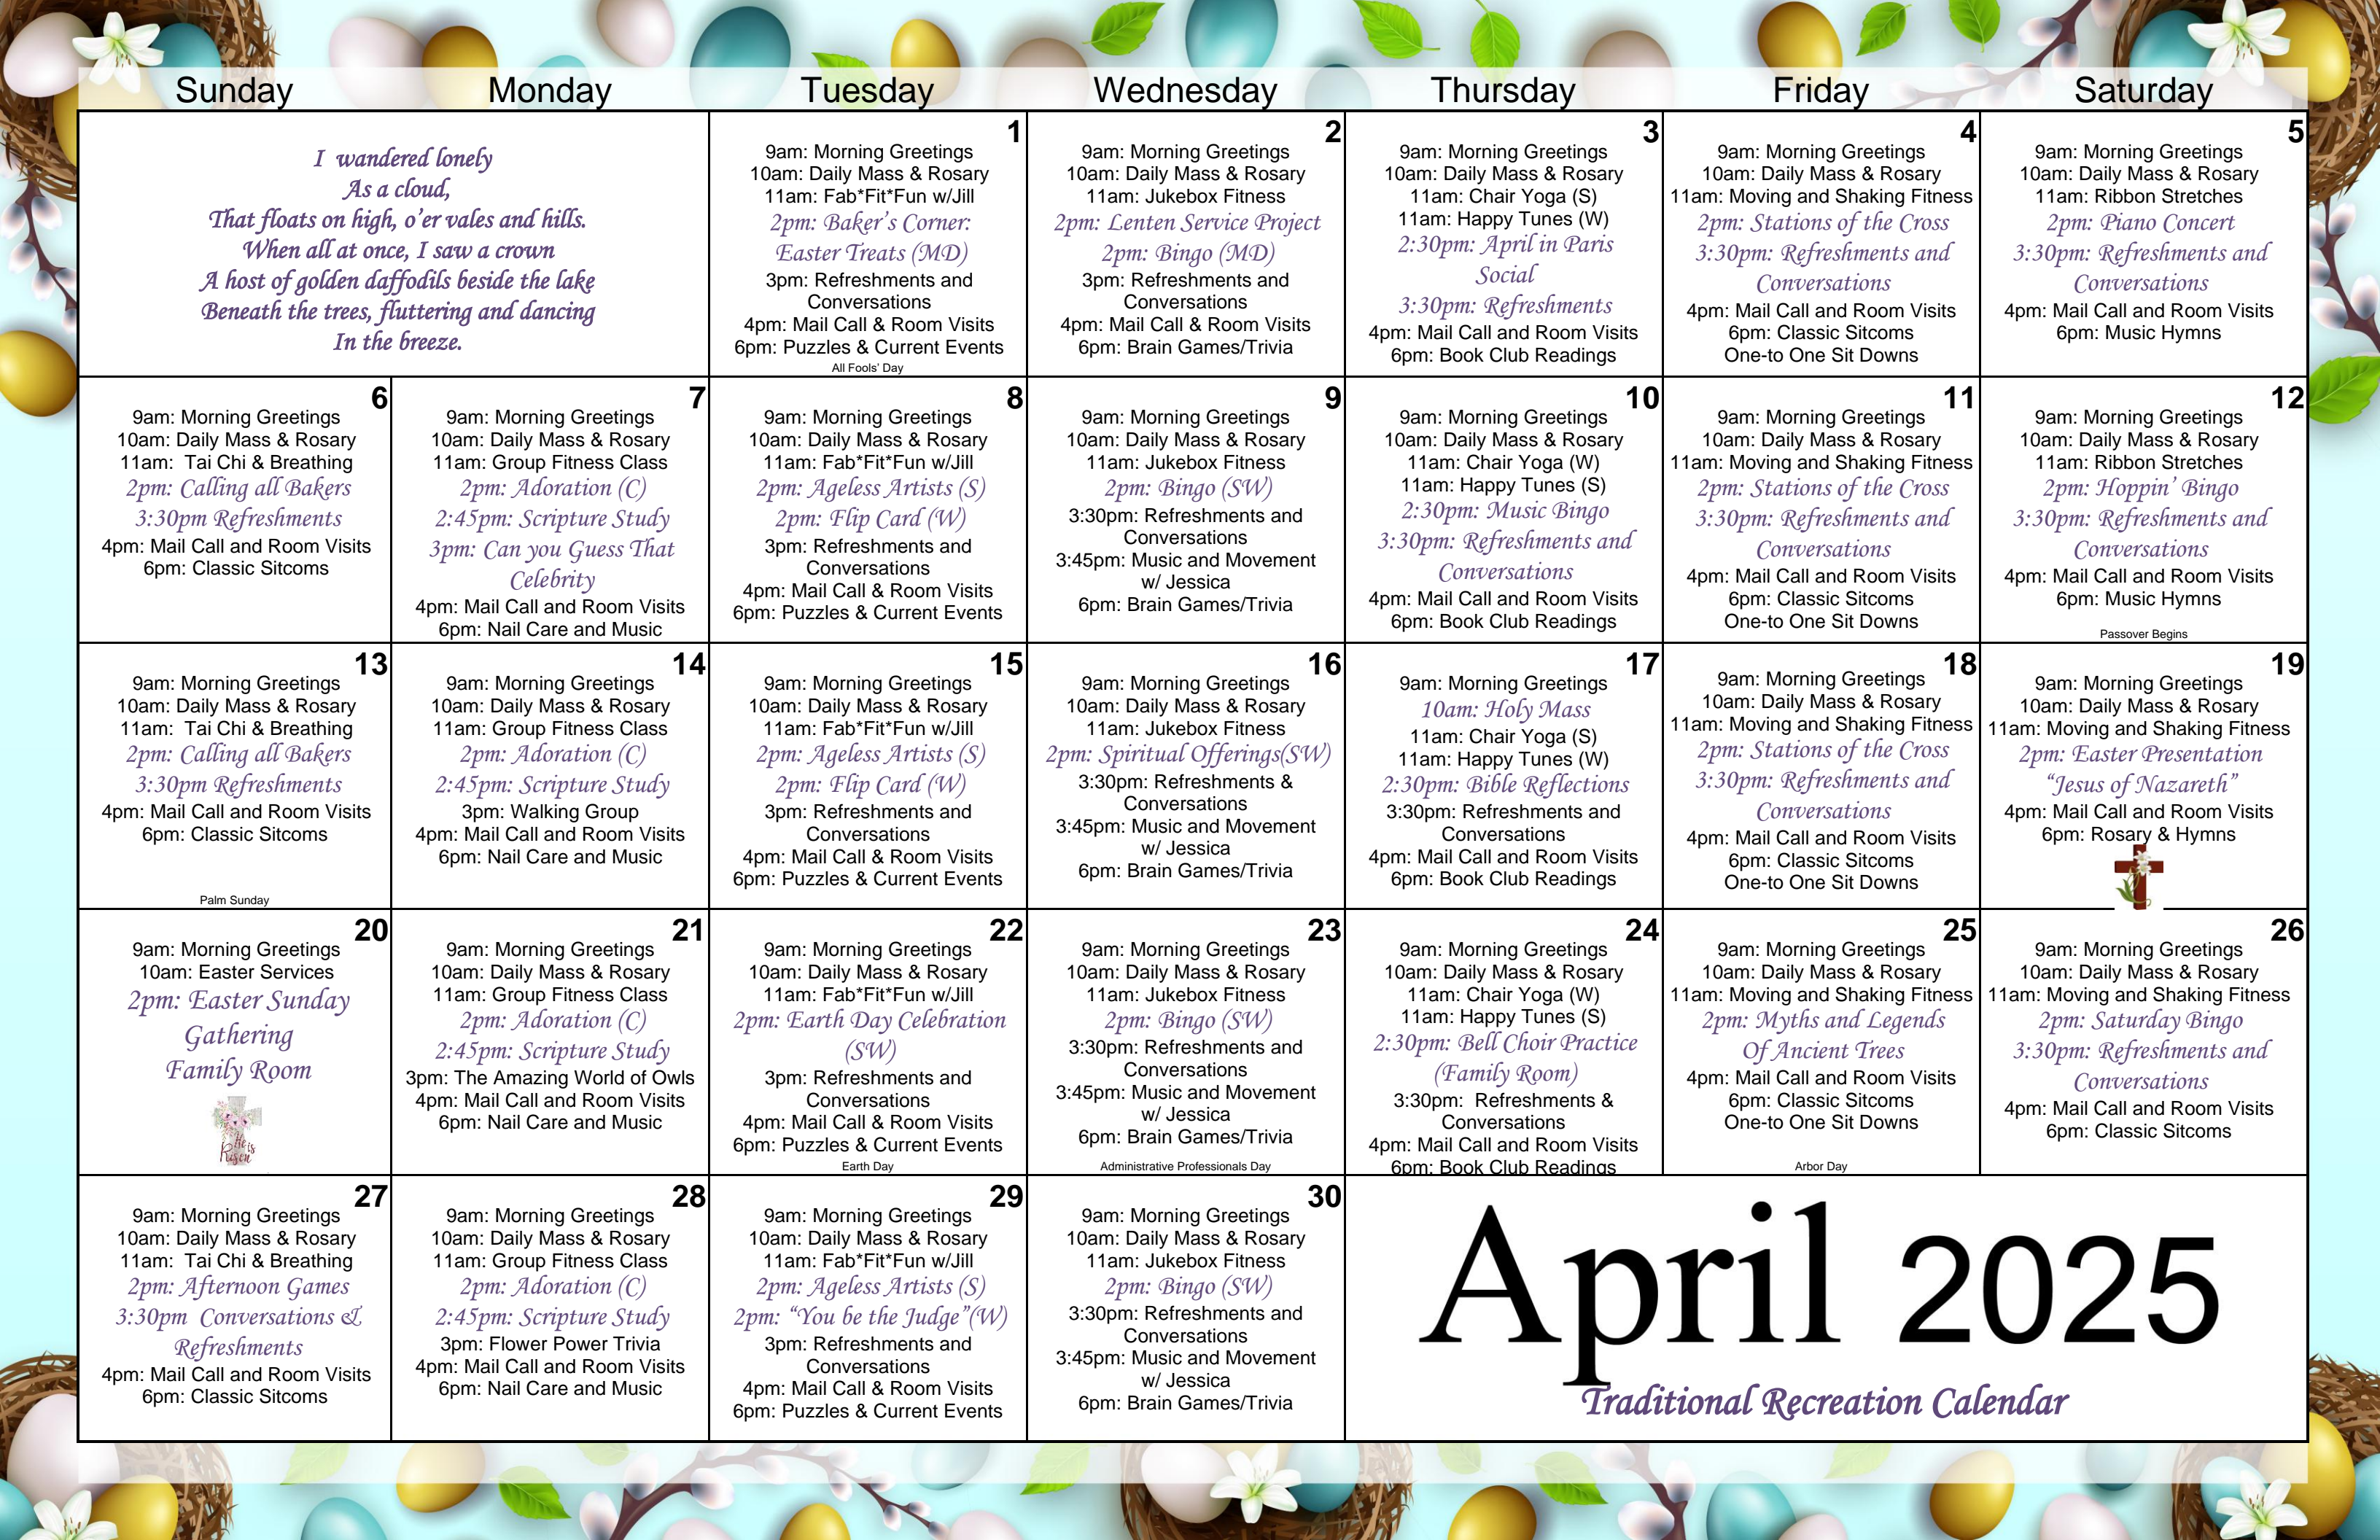 Sunday
Monday
Tuesday
Wednesday
Thursday
Friday
Saturday
I wandered lonely
As a cloud,
That floats on high, o'er vales and hills.
When all at once, I saw a crown
A host of golden daffodils beside the lake
Beneath the trees, fluttering and dancing
In the breeze.
1
9am: Morning Greetings
10am: Daily Mass & Rosary
11am: Fab*Fit*Fun w/Jill
2pm: Baker's Corner:
Easter Treats (MD)
3pm: Refreshments and
Conversations
4pm: Mail Call & Room Visits
6pm: Puzzles & Current Events
All Fools' Day
2
9am: Morning Greetings
10am: Daily Mass & Rosary
11am: Jukebox Fitness
2pm: Lenten Service Project
2pm: Bingo (MD)
3pm: Refreshments and
Conversations
4pm: Mail Call & Room Visits
6pm: Brain Games/Trivia
3
9am: Morning Greetings
10am: Daily Mass & Rosary
11am: Chair Yoga (S)
11am: Happy Tunes (W)
2:30pm: April in Paris
Social
3:30pm: Refreshments
4pm: Mail Call and Room Visits
6pm: Book Club Readings
4
9am: Morning Greetings
10am: Daily Mass & Rosary
11am: Moving and Shaking Fitness
2pm: Stations of the Cross
3:30pm: Refreshments and
Conversations
4pm: Mail Call and Room Visits
6pm: Classic Sitcoms
One-to One Sit Downs
5
9am: Morning Greetings
10am: Daily Mass & Rosary
11am: Ribbon Stretches
2pm: Piano Concert
3:30pm: Refreshments and
Conversations
4pm: Mail Call and Room Visits
6pm: Music Hymns
6
9am: Morning Greetings
10am: Daily Mass & Rosary
11am: Tai Chi & Breathing
2pm: Calling all Bakers
3:30pm Refreshments
4pm: Mail Call and Room Visits
6pm: Classic Sitcoms
7
9am: Morning Greetings
10am: Daily Mass & Rosary
11am: Group Fitness Class
2pm: Adoration (C)
2:45pm: Scripture Study
3pm: Can you Guess That
Celebrity
4pm: Mail Call and Room Visits
6pm: Nail Care and Music
8
9am: Morning Greetings
10am: Daily Mass & Rosary
11am: Fab*Fit*Fun w/Jill
2pm: Ageless Artists (S)
2pm: Flip Card (W)
3pm: Refreshments and
Conversations
4pm: Mail Call & Room Visits
6pm: Puzzles & Current Events
9
9am: Morning Greetings
10am: Daily Mass & Rosary
11am: Jukebox Fitness
2pm: Bingo (SW)
3:30pm: Refreshments and
Conversations
3:45pm: Music and Movement
w/ Jessica
6pm: Brain Games/Trivia
10
9am: Morning Greetings
10am: Daily Mass & Rosary
11am: Chair Yoga (W)
11am: Happy Tunes (S)
2:30pm: Music Bingo
3:30pm: Refreshments and
Conversations
4pm: Mail Call and Room Visits
6pm: Book Club Readings
11
9am: Morning Greetings
10am: Daily Mass & Rosary
11am: Moving and Shaking Fitness
2pm: Stations of the Cross
3:30pm: Refreshments and
Conversations
4pm: Mail Call and Room Visits
6pm: Classic Sitcoms
One-to One Sit Downs
12
9am: Morning Greetings
10am: Daily Mass & Rosary
11am: Ribbon Stretches
2pm: Hoppin' Bingo
3:30pm: Refreshments and
Conversations
4pm: Mail Call and Room Visits
6pm: Music Hymns
Passover Begins
13
9am: Morning Greetings
10am: Daily Mass & Rosary
11am: Tai Chi & Breathing
2pm: Calling all Bakers
3:30pm Refreshments
4pm: Mail Call and Room Visits
6pm: Classic Sitcoms
Palm Sunday
14
9am: Morning Greetings
10am: Daily Mass & Rosary
11am: Group Fitness Class
2pm: Adoration (C)
2:45pm: Scripture Study
3pm: Walking Group
4pm: Mail Call and Room Visits
6pm: Nail Care and Music
15
9am: Morning Greetings
10am: Daily Mass & Rosary
11am: Fab*Fit*Fun w/Jill
2pm: Ageless Artists (S)
2pm: Flip Card (W)
3pm: Refreshments and
Conversations
4pm: Mail Call & Room Visits
6pm: Puzzles & Current Events
16
9am: Morning Greetings
10am: Daily Mass & Rosary
11am: Jukebox Fitness
2pm: Spiritual Offerings(SW)
3:30pm: Refreshments &
Conversations
3:45pm: Music and Movement
w/ Jessica
6pm: Brain Games/Trivia
17
9am: Morning Greetings
10am: Holy Mass
11am: Chair Yoga (S)
11am: Happy Tunes (W)
2:30pm: Bible Reflections
3:30pm: Refreshments and
Conversations
4pm: Mail Call and Room Visits
6pm: Book Club Readings
18
9am: Morning Greetings
10am: Daily Mass & Rosary
11am: Moving and Shaking Fitness
2pm: Stations of the Cross
3:30pm: Refreshments and
Conversations
4pm: Mail Call and Room Visits
6pm: Classic Sitcoms
One-to One Sit Downs
19
9am: Morning Greetings
10am: Daily Mass & Rosary
11am: Moving and Shaking Fitness
2pm: Easter Presentation
"Jesus of Nazareth"
4pm: Mail Call and Room Visits
6pm: Rosary & Hymns
20
9am: Morning Greetings
10am: Easter Services
2pm: Easter Sunday
Gathering
Family Room
He is
Risen
21
9am: Morning Greetings
10am: Daily Mass & Rosary
11am: Group Fitness Class
2pm: Adoration (C)
2:45pm: Scripture Study
3pm: The Amazing World of Owls
4pm: Mail Call and Room Visits
6pm: Nail Care and Music
22
9am: Morning Greetings
10am: Daily Mass & Rosary
11am: Fab*Fit*Fun w/Jill
2pm: Earth Day Celebration
(SW)
3pm: Refreshments and
Conversations
4pm: Mail Call & Room Visits
6pm: Puzzles & Current Events
Earth Day
23
9am: Morning Greetings
10am: Daily Mass & Rosary
11am: Jukebox Fitness
2pm: Bingo (SW)
3:30pm: Refreshments and
Conversations
3:45pm: Music and Movement
w/ Jessica
6pm: Brain Games/Trivia
Administrative Professionals Day
24
9am: Morning Greetings
10am: Daily Mass & Rosary
11am: Chair Yoga (W)
11am: Happy Tunes (S)
2:30pm: Bell Choir Practice
(Family Room)
3:30pm: Refreshments &
Conversations
4pm: Mail Call and Room Visits
6pm: Book Club Readings
25
9am: Morning Greetings
10am: Daily Mass & Rosary
11am: Moving and Shaking Fitness
2pm: Myths and Legends
Of Ancient Trees
4pm: Mail Call and Room Visits
6pm: Classic Sitcoms
One-to One Sit Downs
Arbor Day
26
9am: Morning Greetings
10am: Daily Mass & Rosary
11am: Moving and Shaking Fitness
2pm: Saturday Bingo
3:30pm: Refreshments and
Conversations
4pm: Mail Call and Room Visits
6pm: Classic Sitcoms
27
9am: Morning Greetings
10am: Daily Mass & Rosary
11am: Tai Chi & Breathing
2pm: Afternoon Games
3:30pm Conversations &
Refreshments
4pm: Mail Call and Room Visits
6pm: Classic Sitcoms
28
9am: Morning Greetings
10am: Daily Mass & Rosary
11am: Group Fitness Class
2pm: Adoration (C)
2:45pm: Scripture Study
3pm: Flower Power Trivia
4pm: Mail Call and Room Visits
6pm: Nail Care and Music
29
9am: Morning Greetings
10am: Daily Mass & Rosary
11am: Fab*Fit*Fun w/Jill
2pm: Ageless Artists (S)
2pm: "You be the Judge"(W)
3pm: Refreshments and
Conversations
4pm: Mail Call & Room Visits
6pm: Puzzles & Current Events
30
9am: Morning Greetings
10am: Daily Mass & Rosary
11am: Jukebox Fitness
2pm: Bingo (SW)
3:30pm: Refreshments and
Conversations
3:45pm: Music and Movement
w/ Jessica
6pm: Brain Games/Trivia
April 2025
Traditional Recreation Calendar